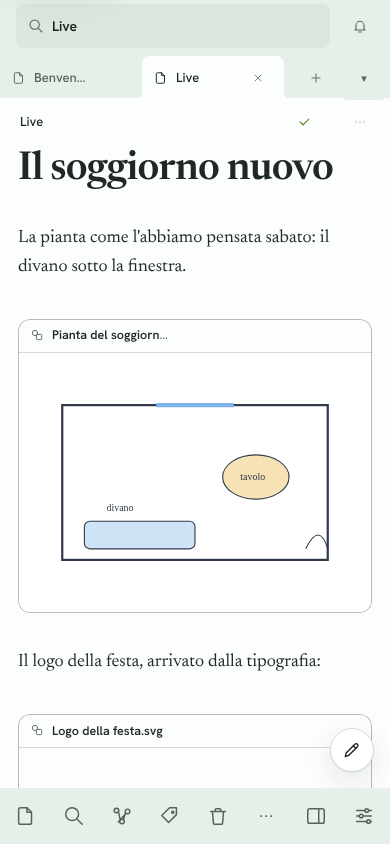 Live
Benven...
Live
Live
Il soggiorno nuovo
La pianta come l'abbiamo pensata sabato: il
divano sotto la finestra.
Pianta del soggiorn...
tavolo
divano
Il logo della festa, arrivato dalla tipografia:
Logo della festa.svg